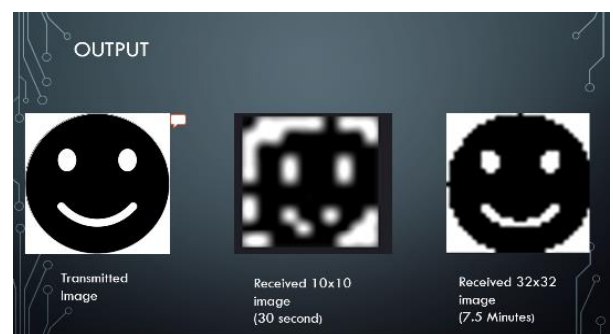 OUTPUT
Transmitted
Image
Received 10x10
image
(30 second)
Received 32x32
image
(7.5 Minutes)